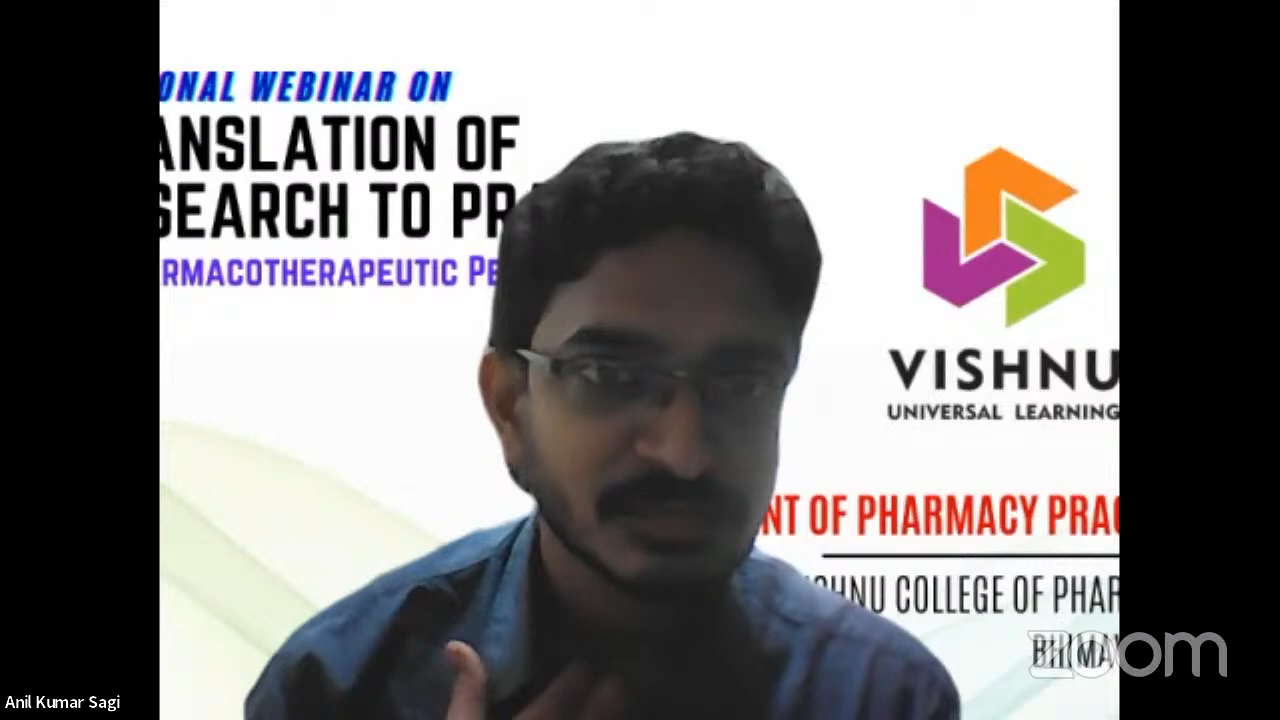 ONAL WEBINAR ON
ANSLATION OF
SEARCH TO PR
RMACOTHERAPEUTIC PE
VISHNU
UNIVERSAL LEARNING
NT OF PHARMACY PRAC
SHNU COLLEGE OF PHAR
BHIMAV
zoom
Anil Kumar Sagi